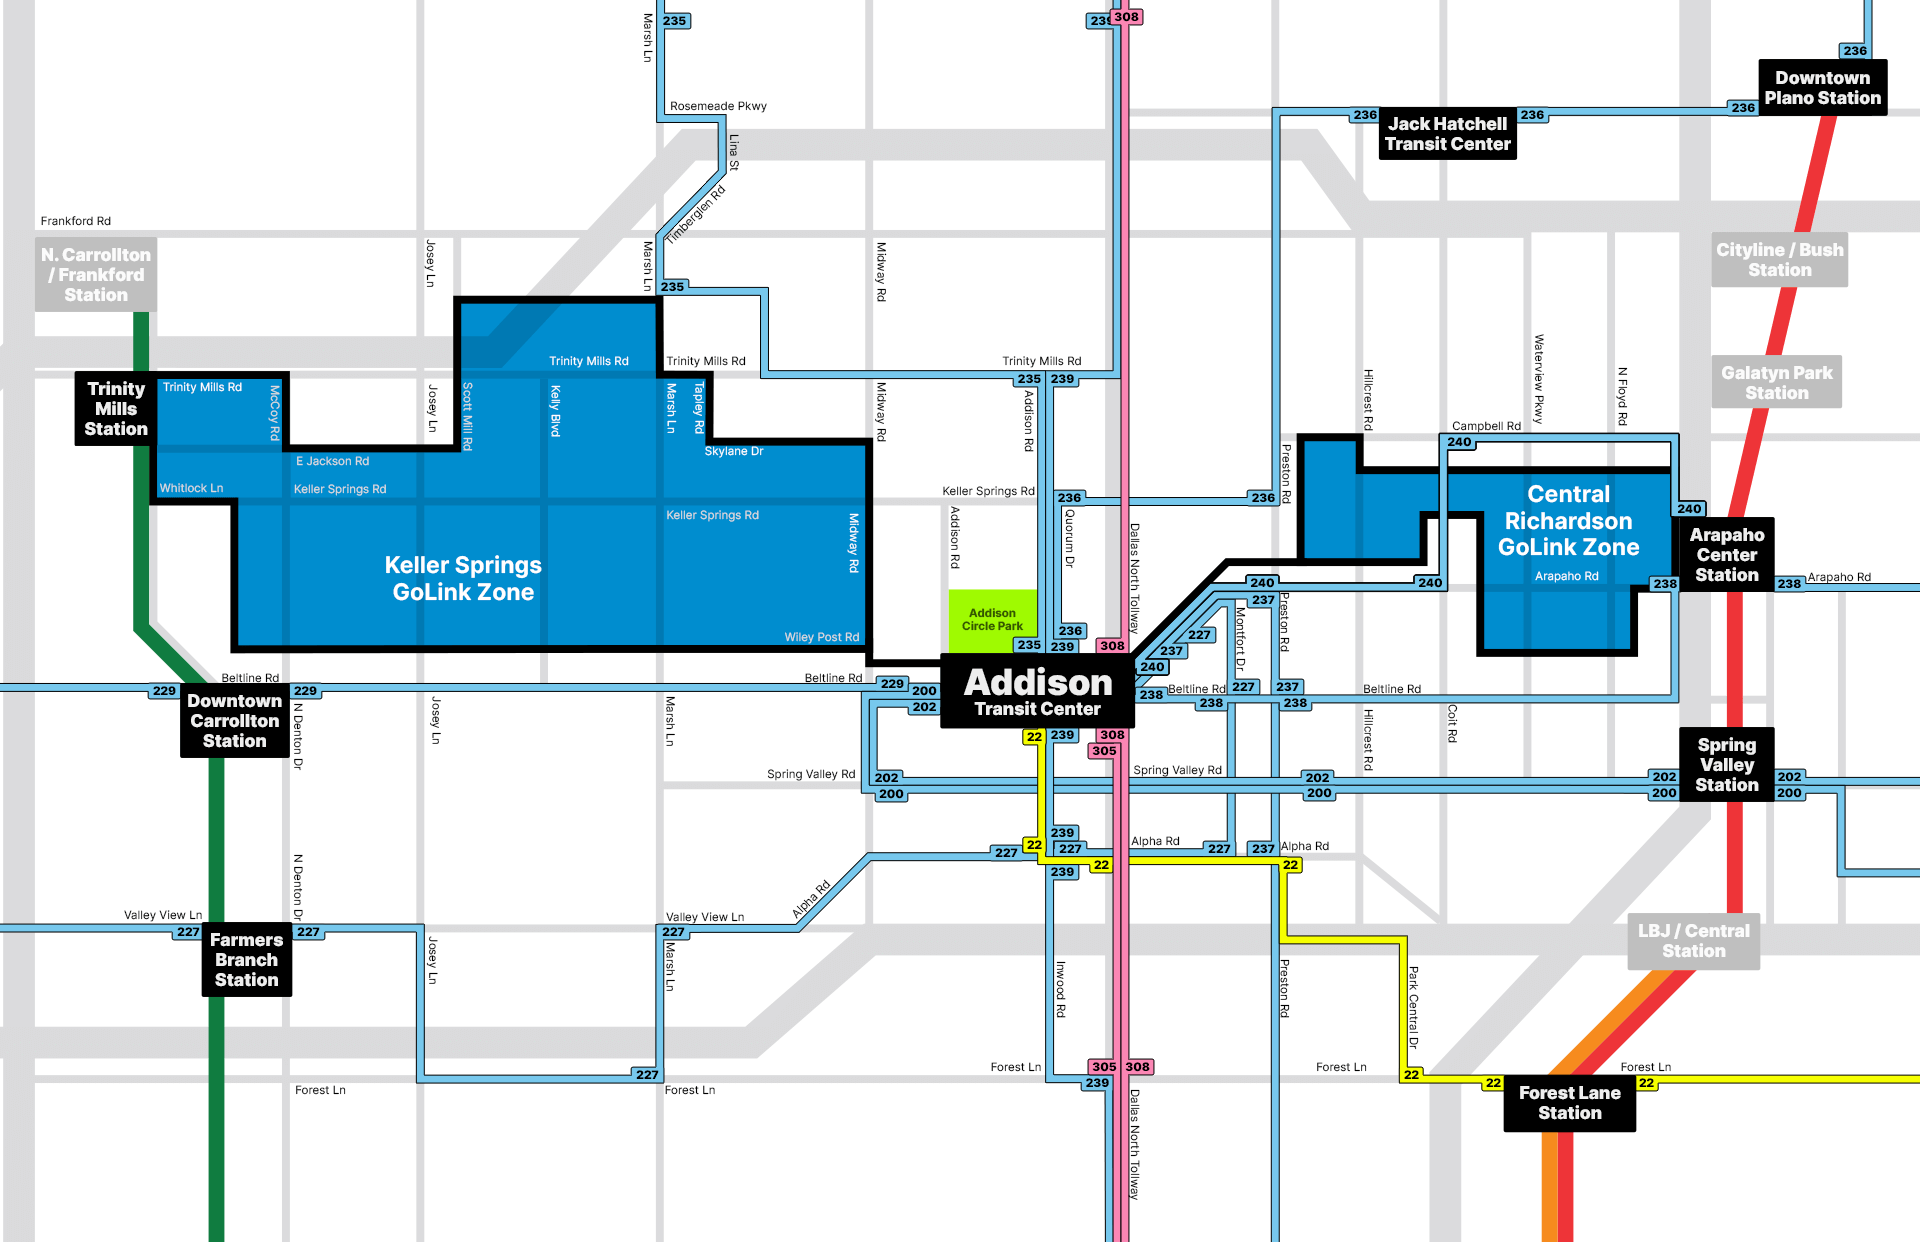 Marsh Ln
235
239
308
236
Downtown
Plano Station
Rosemeade Pkwy
236
Jack Hatchell
Transit Center
236
236
Lina St
Timberglen Rd
Frankford Rd
N. Carrollton
/ Frankford
Station
Josey Ln
Marsh Ln
Midway Rd
Cityline / Bush
Station
235
Trinity Mills Rd
Trinity Mills Rd
Trinity Mills Rd
Waterview Pkwy
Galatyn Park
Station
Trinity
Mills
Station
Trinity Mills Rd
McCoy Rd
Josey Ln
Scott Mill Rd
Kelly Blvd
Marsh Ln
Tapley Rd
Midway Rd
235
239
Addison Rd
Hillcrest Rd
N Floyd Rd
Campbell Rd
240
E Jackson Rd
Skylane Dr
Preston Rd
Whitlock Ln
Keller Springs Rd
Keller Springs Rd
236
236
Central
Richardson
GoLink Zone
240
Keller Springs Rd
Midway Rd
Addison Rd
Quorum Dr
Dallas North Tollway
Arapaho
Center
Station
Keller Springs
GoLink Zone
240
240
Arapaho Rd
238
238
Arapaho Rd
Addison
Circle Park
237
Preston Rd
Montfort Dr
227
237
240
Wiley Post Rd
236
235
239
308
Beltline Rd
229
229
Beltline Rd
229
200
202
Addison
Transit Center
238
Beltline Rd
227
237
238
238
Beltline Rd
Downtown
Carrollton
Station
N Denton Dr
Josey Ln
Marsh Ln
22
239
308
305
Hillcrest Rd
Coit Rd
Spring
Valley
Station
Spring Valley Rd
202
200
Spring Valley Rd
202
200
202
200
202
200
239
22
227
227
Alpha Rd
227
237
Alpha Rd
22
22
239
N Denton Dr
Alpha Rd
Valley View Ln
227
Farmers
Branch
Station
227
Josey Ln
Valley View Ln
227
Marsh Ln
LBJ / Central
Station
Inwood Rd
Preston Rd
Park Central Dr
Forest Ln
227
Forest Ln
Forest Ln
305
308
239
Dallas North Tollway
Forest Ln
22
22
Forest Lane
Station
22
Forest Ln